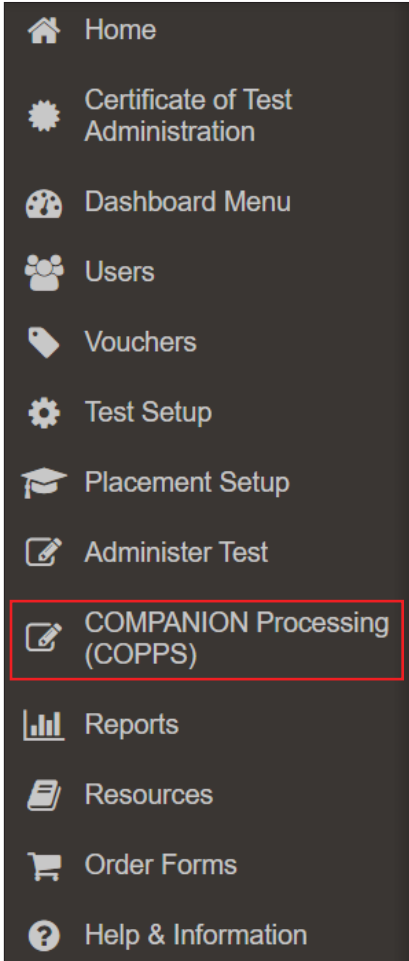 Home
Certificate of Test
Administration
Dashboard Menu
Users
Vouchers
Test Setup
Placement Setup
Administer Test
COMPANION Processing
(COPPS)
Reports
Resources
Order Forms
Help & Information